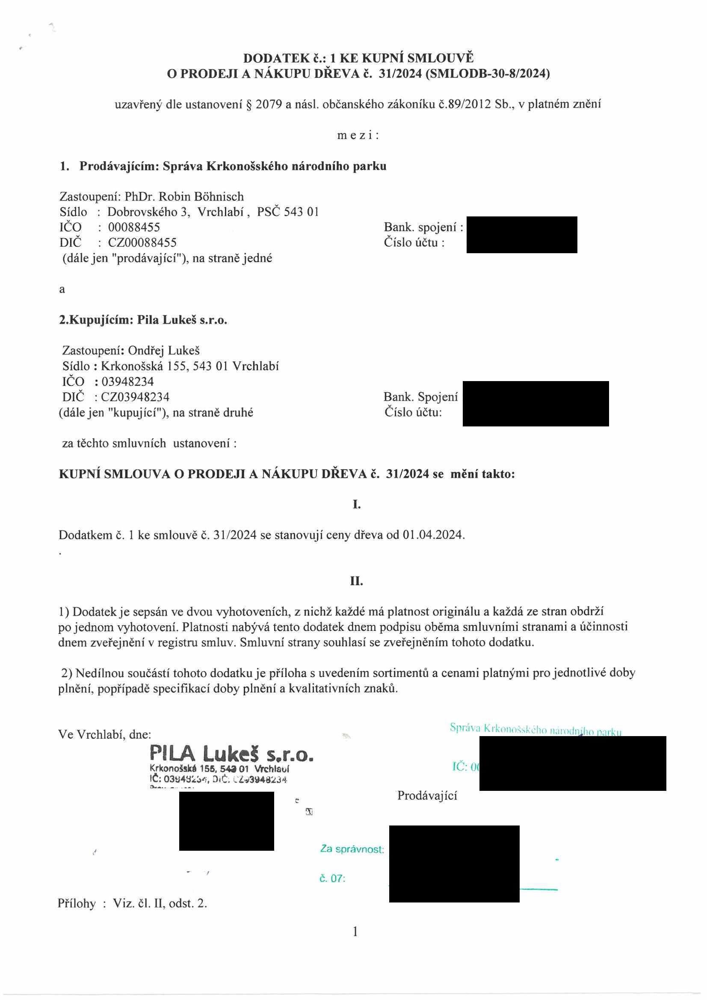 DODATEK č.: 1 KE KUPNÍ SMLOUVĚ
O PRODEJI A NÁKUPU DŘEVA č. 31/2024 (SMLODB-30-8/2024)
uzavřený dle ustanovení § 2079 a násl. občanského zákoníku č.89/2012 Sb., v platném znění
m e z i :
1. Prodávajícím: Správa Krkonošského národního parku
Zastoupení: PhDr. Robin Böhnisch
Sídlo : Dobrovského 3, Vrchlabí , PSČ 543 01
IČO : 00088455 Bank. spojení :
DIČ : CZ00088455 Číslo účtu :
(dále jen "prodávající"), na straně jedné
a
2.Kupujícím: Pila Lukeš s.r.o.
Zastoupení: Ondřej Lukeš
Sídlo : Krkonošská 155, 543 01 Vrchlabí
IČO : 03948234
DIČ : CZ03948234 Bank. Spojení
(dále jen "kupující"), na straně druhé Číslo účtu:
za těchto smluvních ustanovení :
KUPNÍ SMLOUVA O PRODEJI A NÁKUPU DŘEVA č. 31/2024 se mění takto:
I.
Dodatkem č. 1 ke smlouvě č. 31/2024 se stanovují ceny dřeva od 01.04.2024.
.
II.
1) Dodatek je sepsán ve dvou vyhotoveních, z nichž každé má platnost originálu a každá ze stran obdrží
po jednom vyhotovení. Platnosti nabývá tento dodatek dnem podpisu oběma smluvními stranami a účinnosti
dnem zveřejnění v registru smluv. Smluvní strany souhlasí se zveřejněním tohoto dodatku.
2) Nedílnou součástí tohoto dodatku je příloha s uvedením sortimentů a cenami platnými pro jednotlivé doby
plnění, popřípadě specifikací doby plnění a kvalitativních znaků.
Správa Krkonošského národního parku
Ve Vrchlabí, dne:
PILA Lukeš s.r.o.
Krkonošská 155, 543 01 Vrchlabí
IČ: 03948234, DIČ: CZ03948234
IČ:
Prodávající
Za správnost:
č. 07:
Přílohy : Viz. čl. II, odst. 2.
1